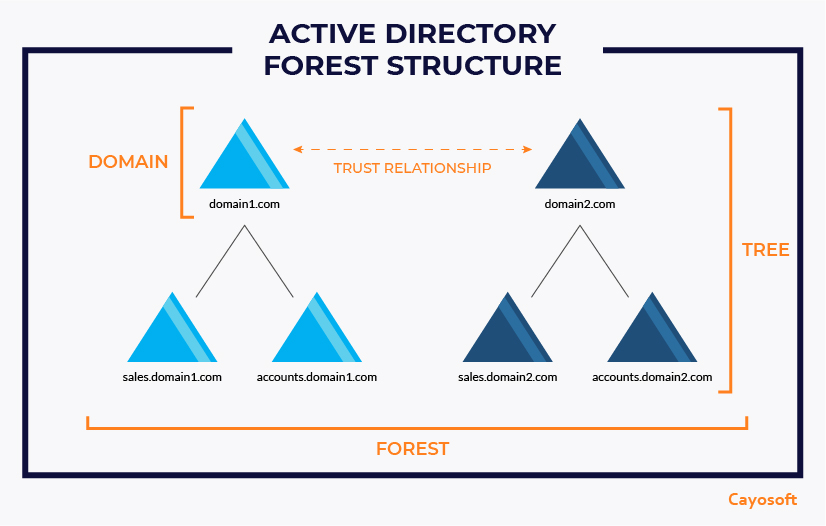 ACTIVE DIRECTORY
FOREST STRUCTURE
DOMAIN
TRUST RELATIONSHIP
domain1.com
domain2.com
TREE
sales.domain1.com
accounts.domain1.com
sales.domain2.com
accounts.domain2.com
FOREST
Cayosoft